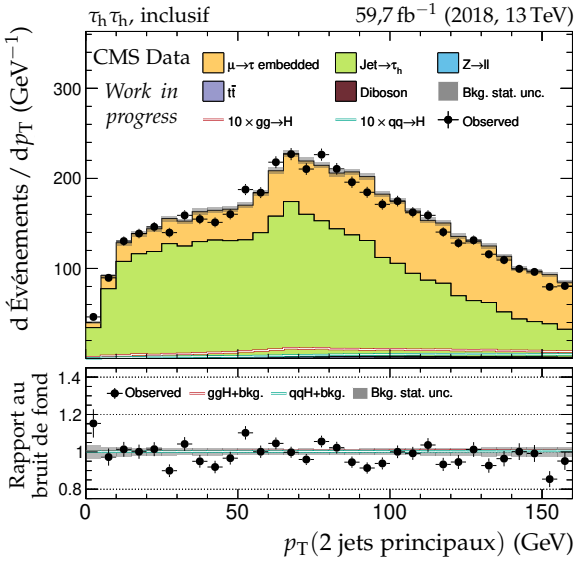 τhτh, inclusif 59,7 fb⁻¹ (2018, 13 TeV)
CMS Data
Work in
progress
μ→τ embedded Jet→τh Z→ll
tt̄ Diboson Bkg. stat. unc.
10 × gg→H 10 × qq→H Observed
d Événements / dpT (GeV⁻¹)
300
200
100
Observed ggH+bkg. qqH+bkg. Bkg. stat. unc.
Rapport au
bruit de fond
1.4
1.2
1
0.8
0 50 100 150
pT(2 jets principaux) (GeV)